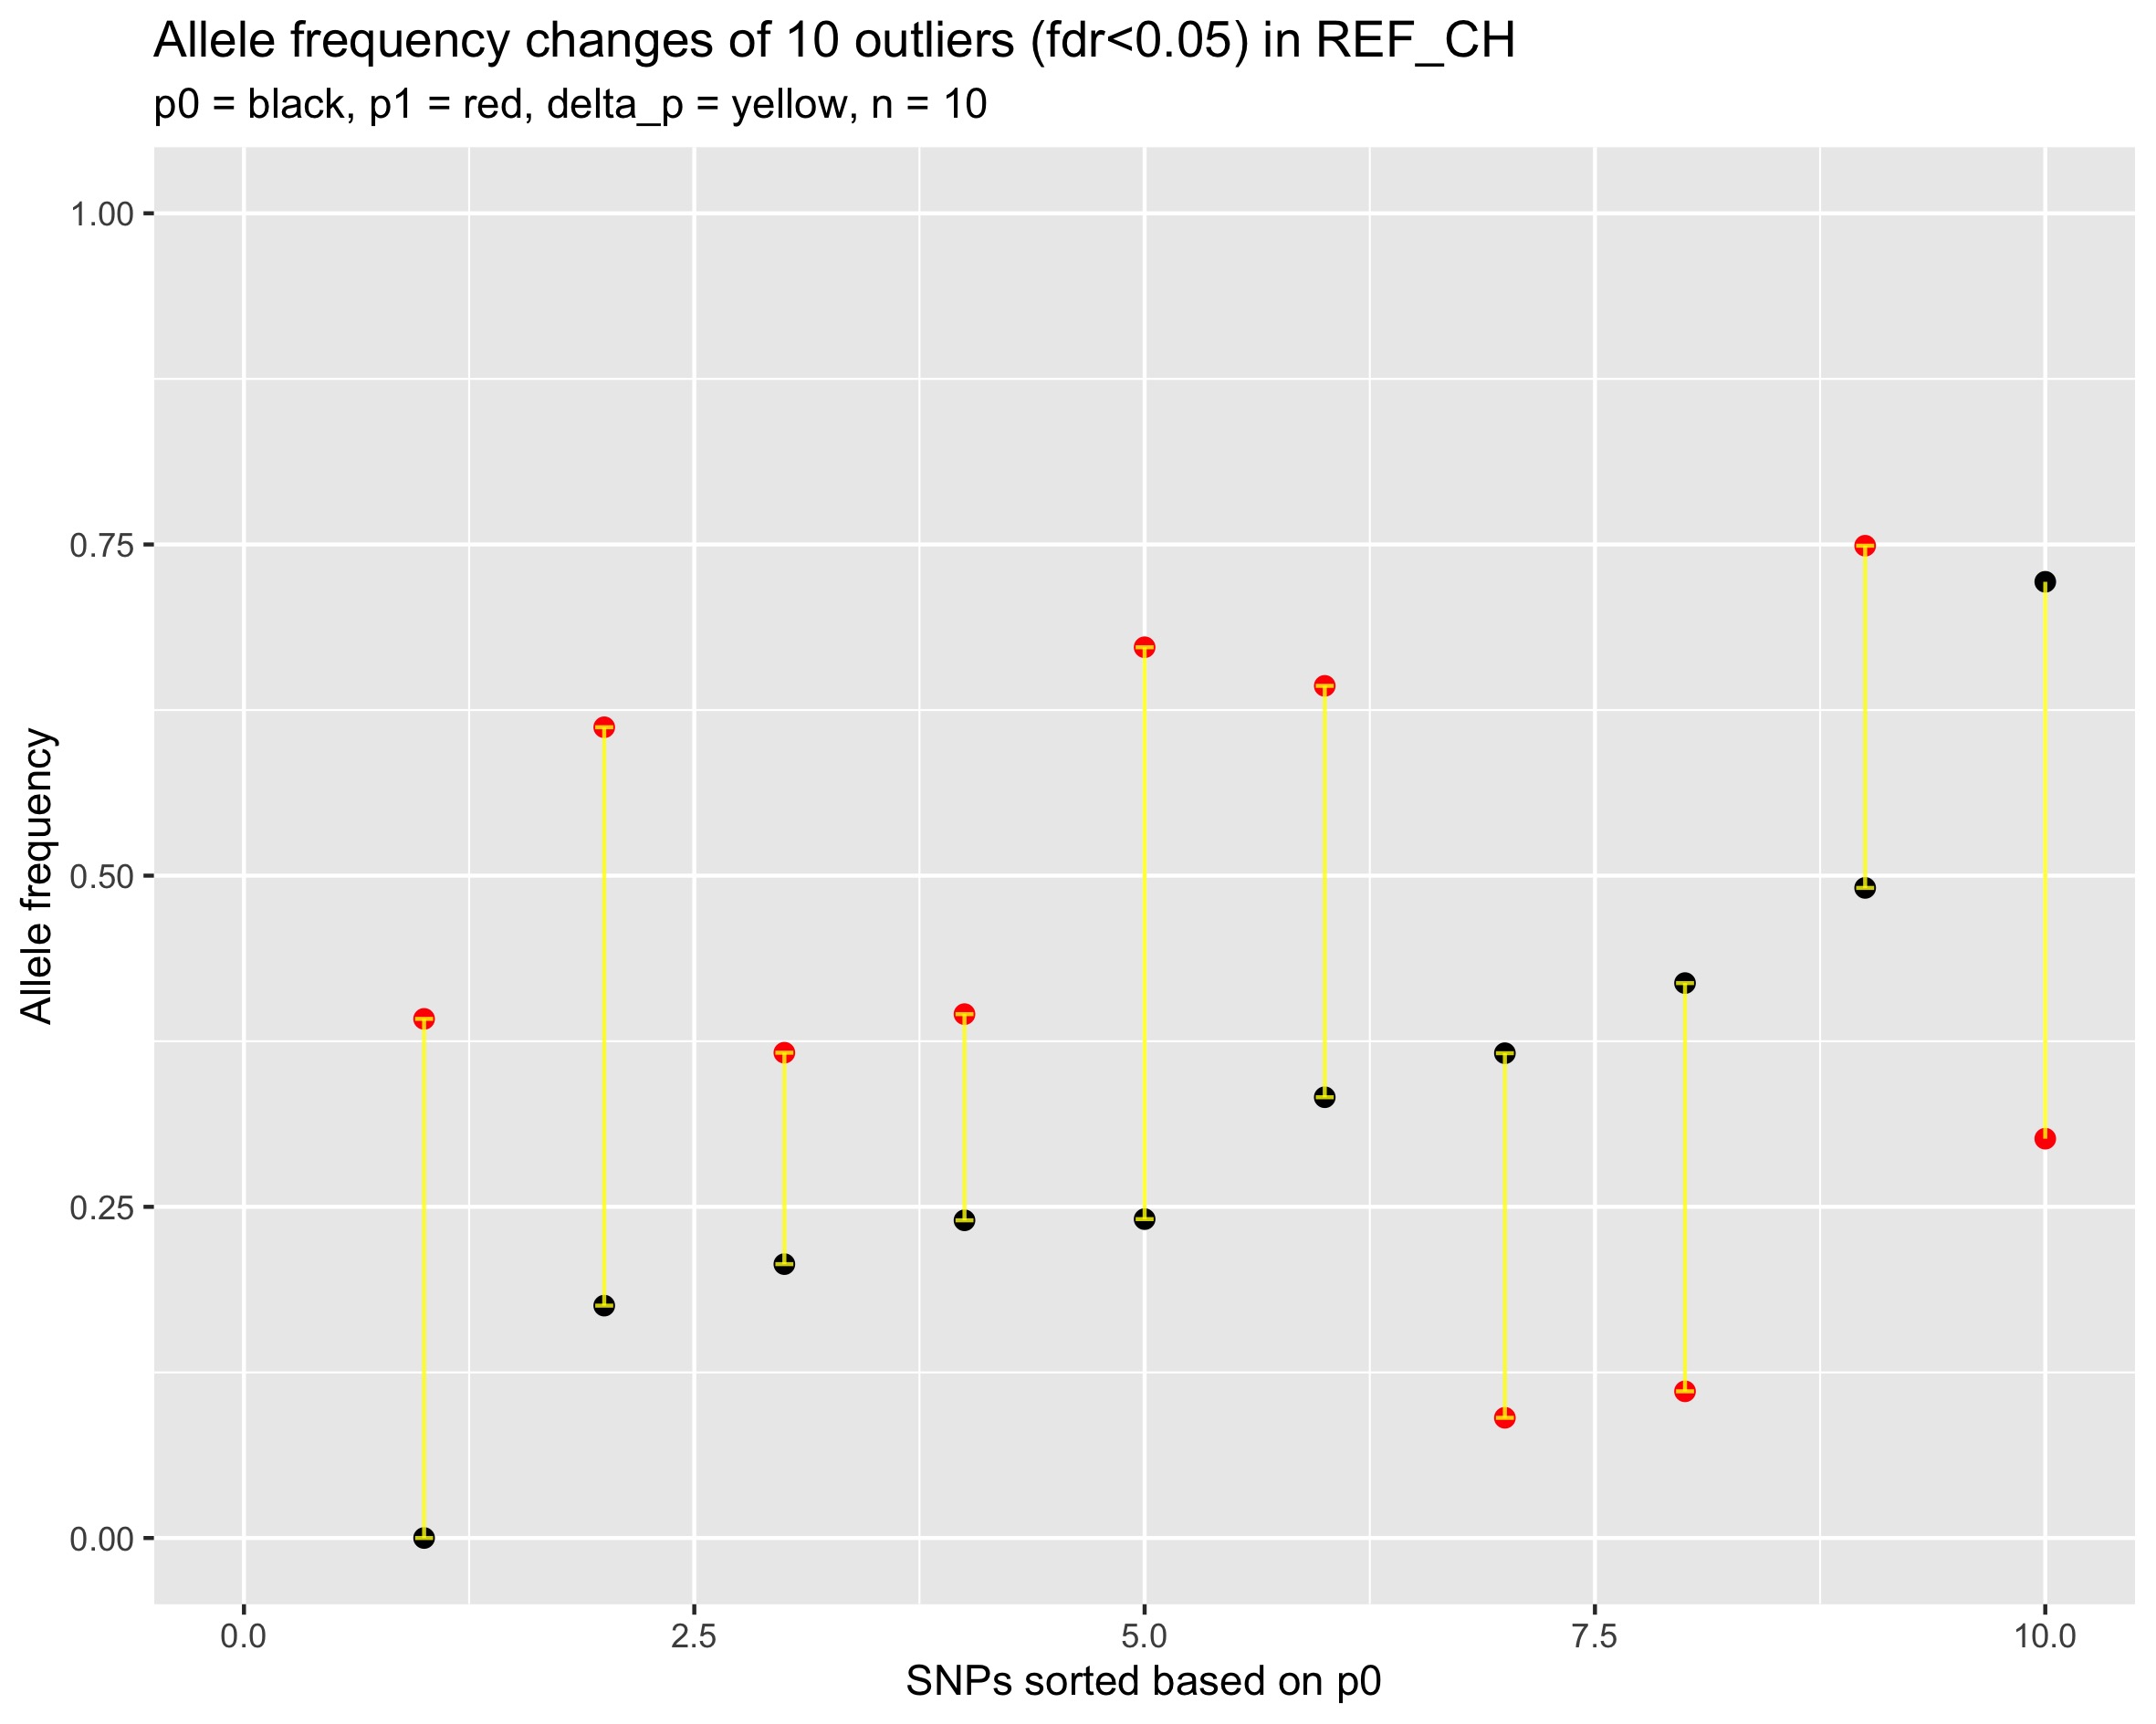 Allele frequency changes of 10 outliers (fdr<0.05) in REF_CH
p0 = black, p1 = red, delta_p = yellow, n = 10
Allele frequency
1.00
0.75
0.50
0.25
0.00
0.0 2.5 5.0 7.5 10.0
SNPs sorted based on p0